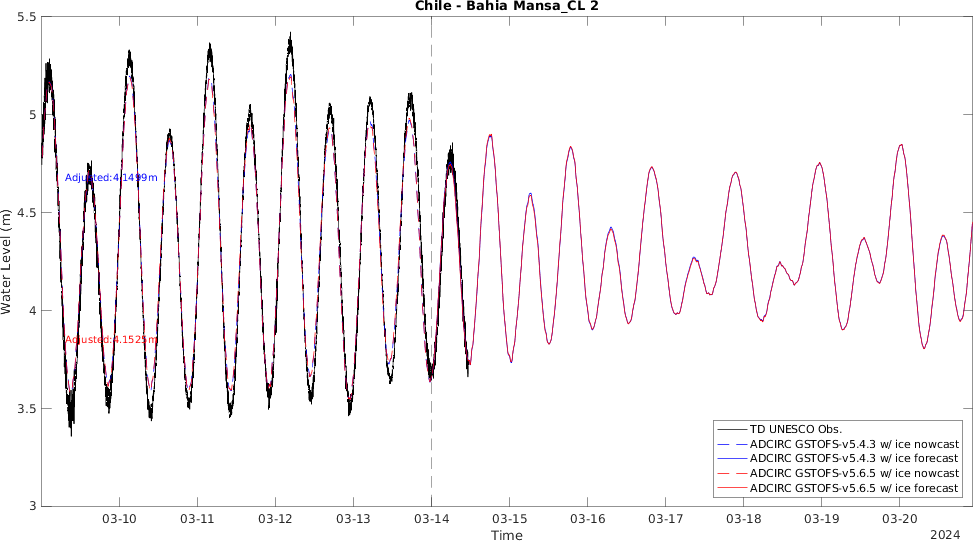 Chile - Bahia Mansa_CL 2
5.5
5
4.5
4
3.5
3
Water Level (m)
Adjusted:4.1499m
Adjusted:4.1525m
TD UNESCO Obs.
ADCIRC GSTOFS-v5.4.3 w/ ice nowcast
ADCIRC GSTOFS-v5.4.3 w/ ice forecast
ADCIRC GSTOFS-v5.6.5 w/ ice nowcast
ADCIRC GSTOFS-v5.6.5 w/ ice forecast
03-10 03-11 03-12 03-13 03-14 03-15 03-16 03-17 03-18 03-19 03-20
Time
2024